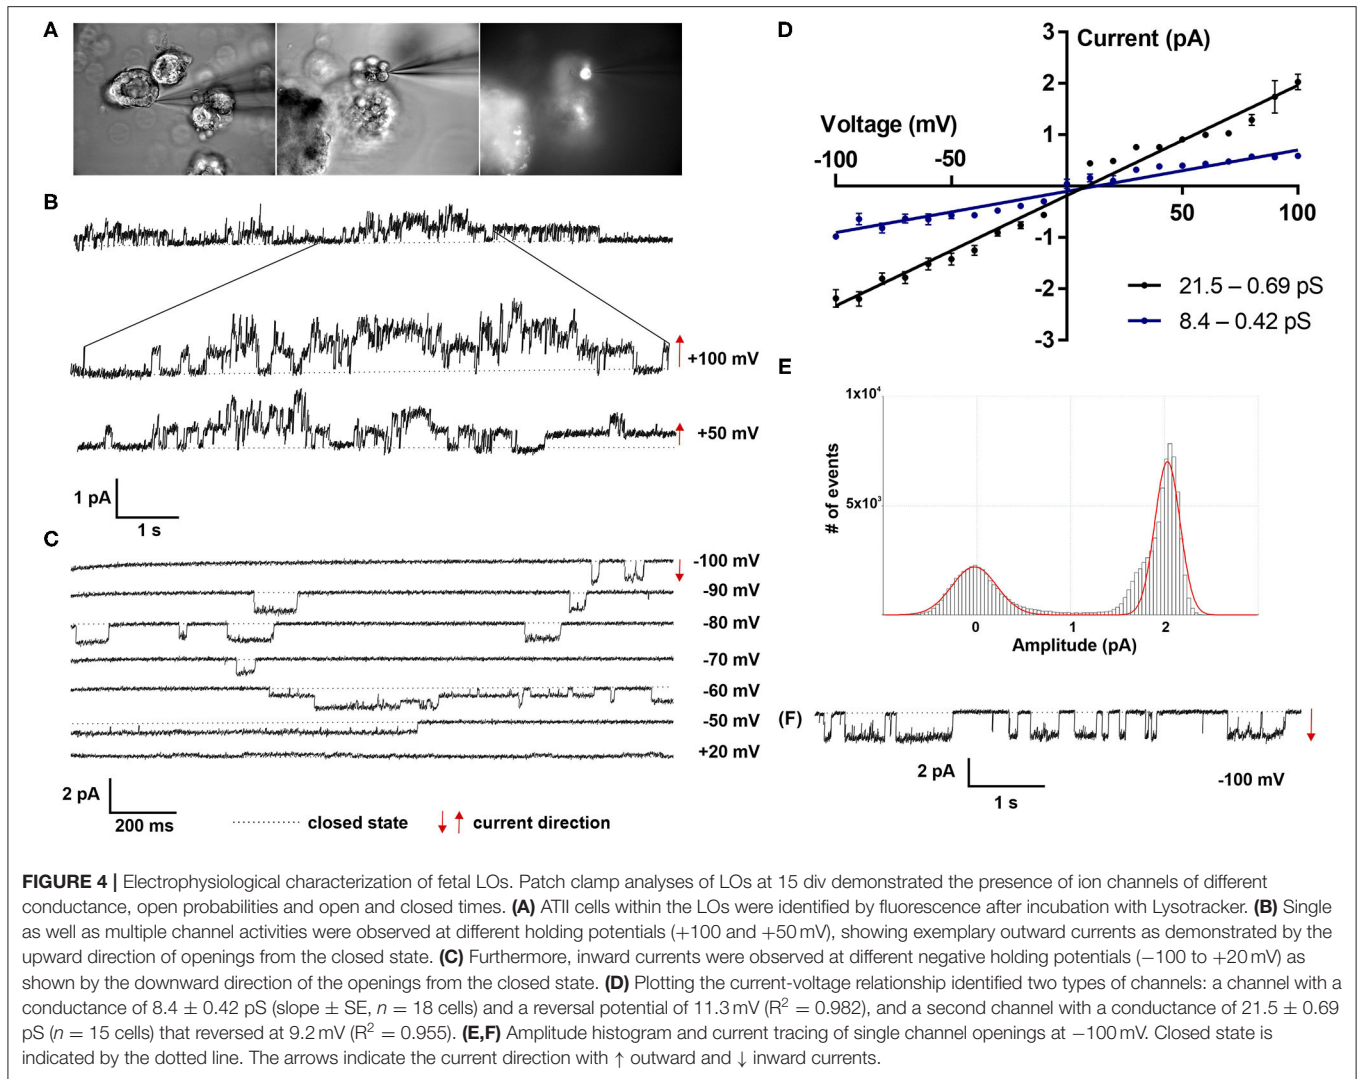 A
B
+100 mV
+50 mV
1 pA
1 s
C
-100 mV
-90 mV
-80 mV
-70 mV
-60 mV
-50 mV
+20 mV
2 pA
200 ms
closed state
current direction
D
Current (pA)
Voltage (mV)
3
2
1
-1
-2
-3
-100
-50
50
100
21.5 – 0.69 pS
8.4 – 0.42 pS
E
1x10⁴
5x10³
# of events
0
1
2
Amplitude (pA)
(F)
2 pA
1 s
-100 mV
FIGURE 4 | Electrophysiological characterization of fetal LOs. Patch clamp analyses of LOs at 15 div demonstrated the presence of ion channels of different
conductance, open probabilities and open and closed times. (A) ATII cells within the LOs were identified by fluorescence after incubation with Lysotracker. (B) Single
as well as multiple channel activities were observed at different holding potentials (+100 and +50 mV), showing exemplary outward currents as demonstrated by the
upward direction of openings from the closed state. (C) Furthermore, inward currents were observed at different negative holding potentials (−100 to +20 mV) as
shown by the downward direction of the openings from the closed state. (D) Plotting the current-voltage relationship identified two types of channels: a channel with a
conductance of 8.4 ± 0.42 pS (slope ± SE, n = 18 cells) and a reversal potential of 11.3 mV (R² = 0.982), and a second channel with a conductance of 21.5 ± 0.69
pS (n = 15 cells) that reversed at 9.2 mV (R² = 0.955). (E,F) Amplitude histogram and current tracing of single channel openings at −100 mV. Closed state is
indicated by the dotted line. The arrows indicate the current direction with ↑ outward and ↓ inward currents.